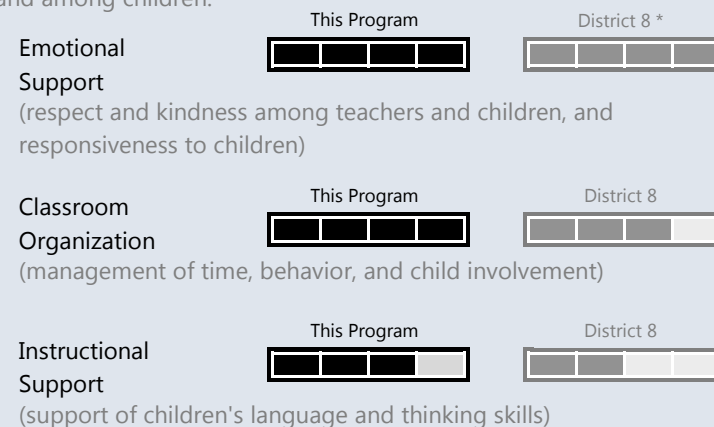 and among children.
This Program District 8 *
Emotional
Support
(respect and kindness among teachers and children, and
responsiveness to children)
This Program District 8
Classroom
Organization
(management of time, behavior, and child involvement)
This Program District 8
Instructional
Support
(support of children's language and thinking skills)